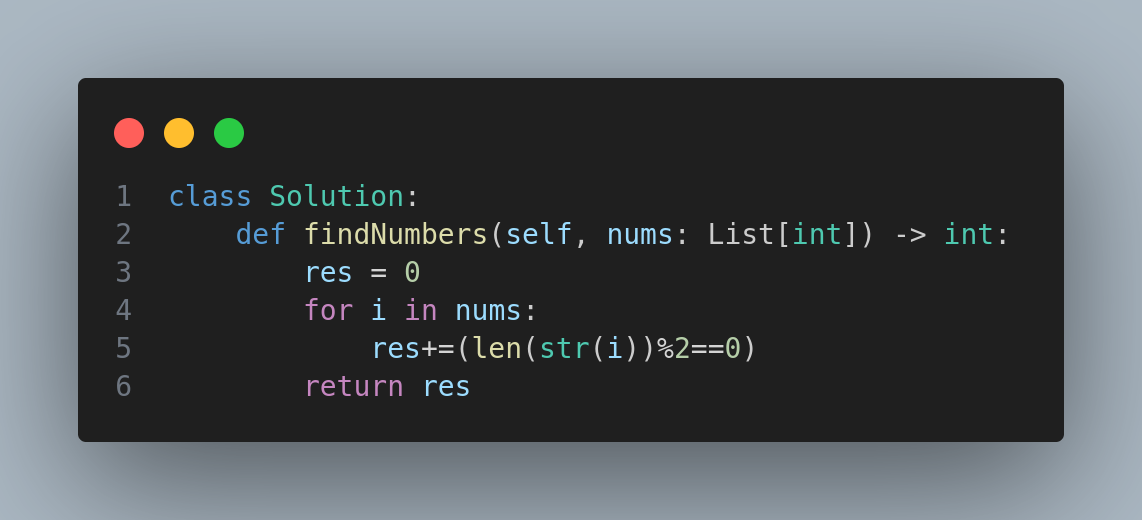 1 class Solution:
2     def findNumbers(self, nums: List[int]) -> int:
3         res = 0
4         for i in nums:
5             res+=(len(str(i))%2==0)
6         return res